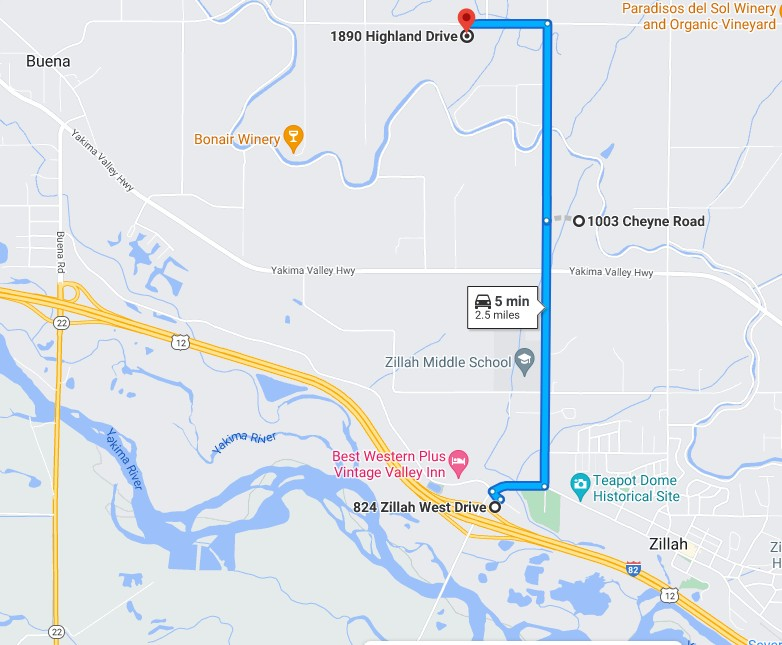 Paradisos del Sol Winery
and Organic Vineyard
1890 Highland Drive
Buena
Bonair Winery
Yakima Valley Hwy
1003 Cheyne Road
Buena Rd
Yakima Valley Hwy
Yakima Valley Hwy
5 min
2.5 miles
22
12
Zillah Middle School
Yakima River
Yakima River
Best Western Plus
Vintage Valley Inn
Teapot Dome
Historical Site
824 Zillah West Drive
Zillah
82
12
22